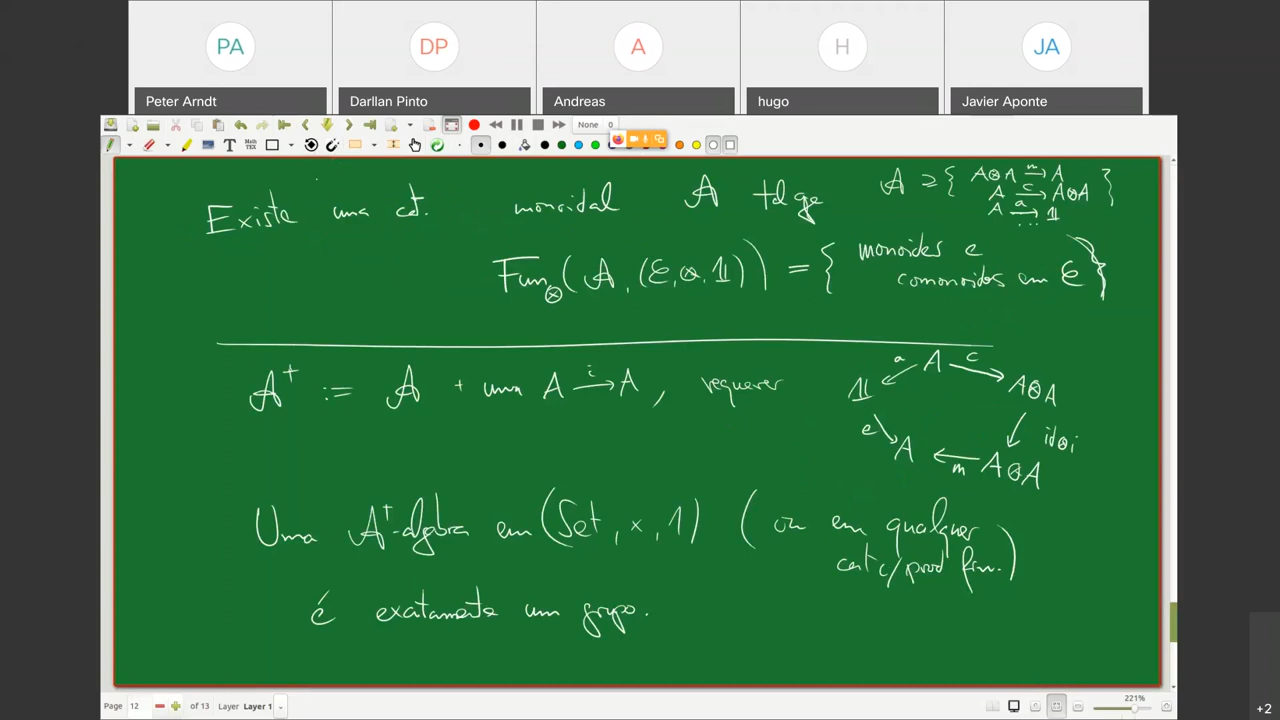 PA DP A H JA
Peter Arndt Darllan Pinto Andreas hugo Javier Aponte
None 0
Existe uma cat. monoidal 𝒜 tal que 𝒜 ⊇ { A⊗A →m A
A →c A⊗A
A →a 𝟙
... }
Fun⊗(𝒜, (𝓔, ⊗, 𝟙)) = { monoides e
comonoides em 𝓔 }
𝒜⁺ := 𝒜 + uma A →i A , requerer
a A c
𝟙 A⊗A
e id⊗i
A ←m A⊗A
Uma 𝒜⁺-álgebra em (Set, ×, 1) (ou em qualquer
cat c/ prod fin.)
é exatamente um grupo.
Page 12 of 13 Layer Layer 1 221%
+2